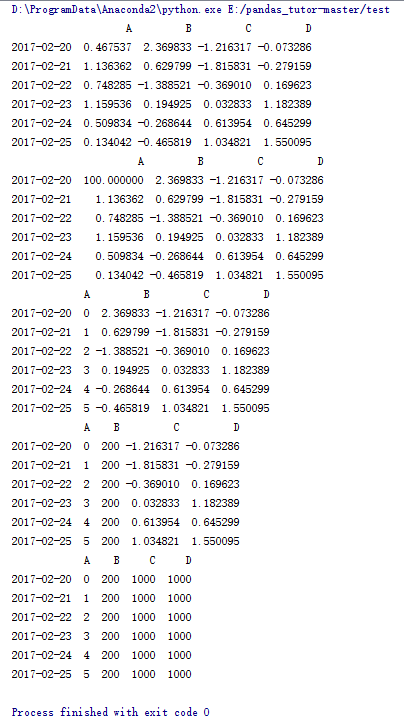 D:\ProgramData\Anaconda2\python.exe E:/pandas_tutor-master/test
A B C D
2017-02-20 0.467537 2.369833 -1.216317 -0.073286
2017-02-21 1.136362 0.629799 -1.815831 -0.279159
2017-02-22 0.748285 -1.388521 -0.369010 0.169623
2017-02-23 1.159536 0.194925 0.032833 1.182389
2017-02-24 0.509834 -0.268644 0.613954 0.645299
2017-02-25 0.134042 -0.465819 1.034821 1.550095
A B C D
2017-02-20 100.000000 2.369833 -1.216317 -0.073286
2017-02-21 1.136362 0.629799 -1.815831 -0.279159
2017-02-22 0.748285 -1.388521 -0.369010 0.169623
2017-02-23 1.159536 0.194925 0.032833 1.182389
2017-02-24 0.509834 -0.268644 0.613954 0.645299
2017-02-25 0.134042 -0.465819 1.034821 1.550095
A B C D
2017-02-20 0 2.369833 -1.216317 -0.073286
2017-02-21 1 0.629799 -1.815831 -0.279159
2017-02-22 2 -1.388521 -0.369010 0.169623
2017-02-23 3 0.194925 0.032833 1.182389
2017-02-24 4 -0.268644 0.613954 0.645299
2017-02-25 5 -0.465819 1.034821 1.550095
A B C D
2017-02-20 0 200 -1.216317 -0.073286
2017-02-21 1 200 -1.815831 -0.279159
2017-02-22 2 200 -0.369010 0.169623
2017-02-23 3 200 0.032833 1.182389
2017-02-24 4 200 0.613954 0.645299
2017-02-25 5 200 1.034821 1.550095
A B C D
2017-02-20 0 200 1000 1000
2017-02-21 1 200 1000 1000
2017-02-22 2 200 1000 1000
2017-02-23 3 200 1000 1000
2017-02-24 4 200 1000 1000
2017-02-25 5 200 1000 1000
Process finished with exit code 0